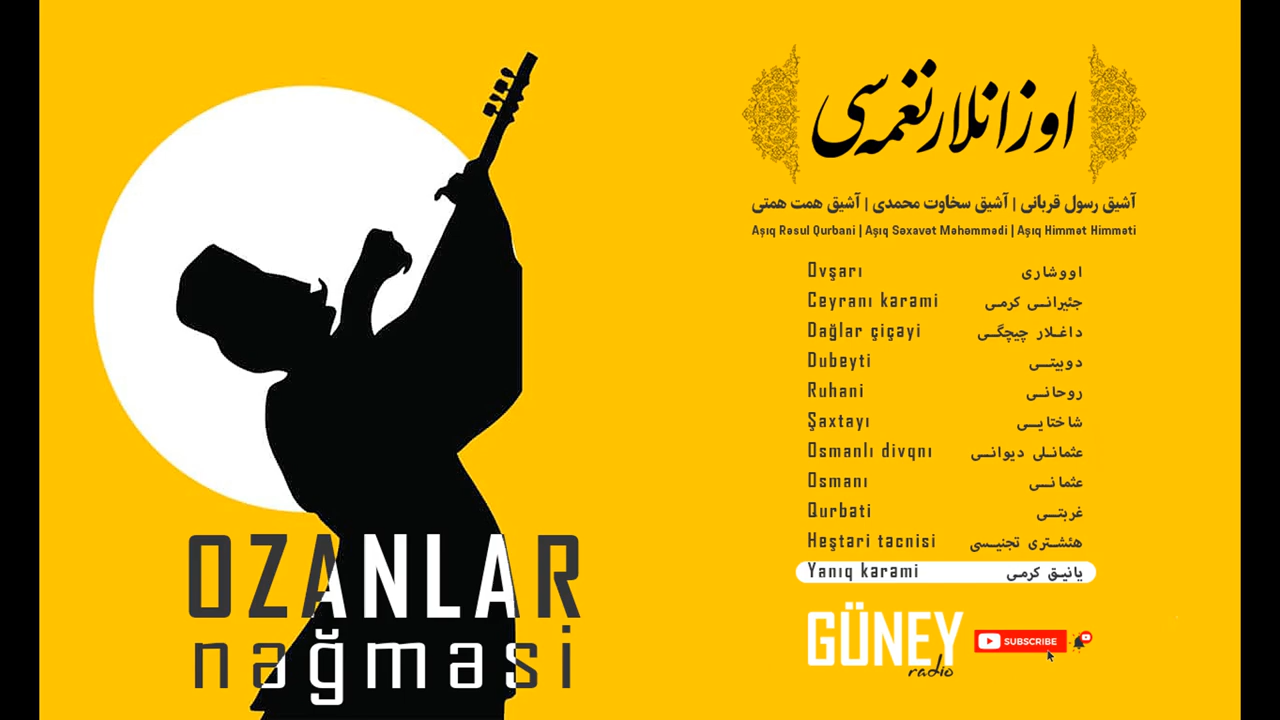 OZANLAR
nağməsi
اوزانلار نغمه سی
آشیق رسول قربانی | آشیق سخاوت محمدی | آشیق همت همتی
Aşıq Rəsul Qurbani | Aşıq Səxavət Məhəmmədi | Aşıq Himmət Himməti
Ovşarı اووشاری
Ceyranı karami جئیرانی کرمی
Dağlar çiçayi داغلار چیچگی
Dubeyti دوبیتی
Ruhani روحانی
Şaxtayı شاختایی
Osmanlı divqnı عثمانلی دیوانی
Osmanı عثمانی
Qurbati غربتی
Heştari tacnisi هئشتری تجنیسی
Yanıq karami یانیق کرمی
GÜNEY
radio
SUBSCRIBE